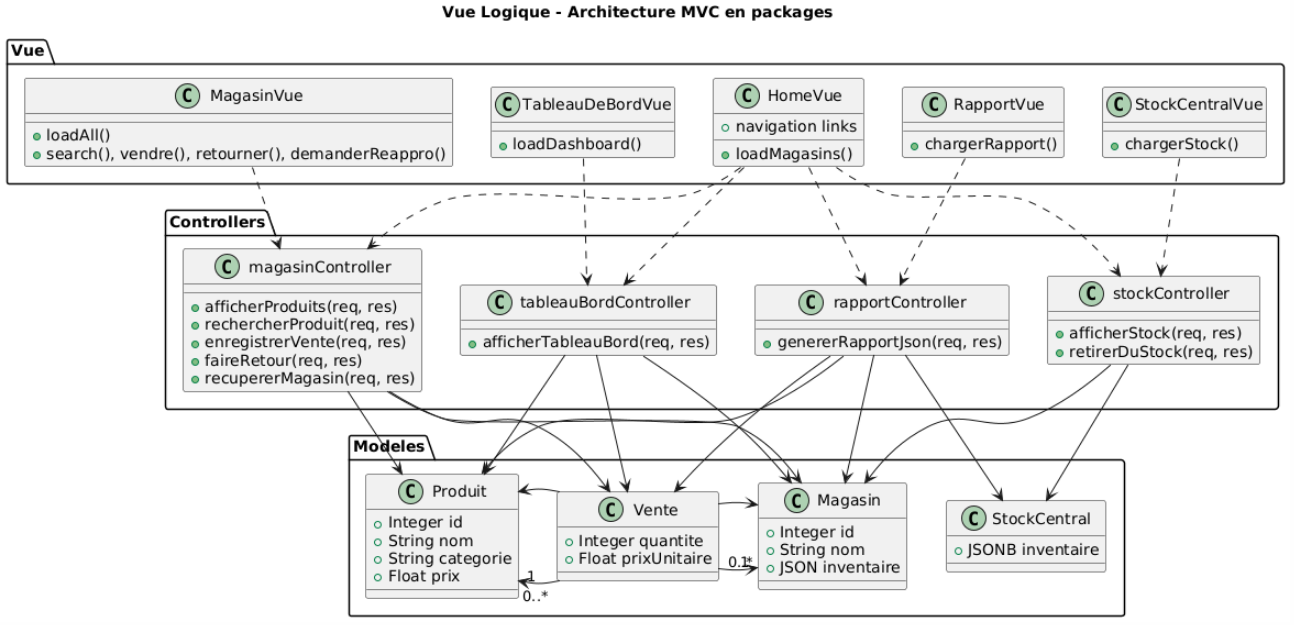 Vue Logique - Architecture MVC en packages
Vue
C MagasinVue
loadAll()
search(), vendre(), retourner(), demanderReappro()
C TableauDeBordVue
loadDashboard()
C HomeVue
navigation links
loadMagasins()
C RapportVue
chargerRapport()
C StockCentralVue
chargerStock()
Controllers
C magasinController
afficherProduits(req, res)
rechercherProduit(req, res)
enregistrerVente(req, res)
faireRetour(req, res)
recupererMagasin(req, res)
C tableauBordController
afficherTableauBord(req, res)
C rapportController
genererRapportJson(req, res)
C stockController
afficherStock(req, res)
retirerDuStock(req, res)
Modeles
C Produit
Integer id
String nom
String categorie
Float prix
C Vente
Integer quantite
Float prixUnitaire
C Magasin
Integer id
String nom
JSON inventaire
C StockCentral
JSONB inventaire
1
0..*